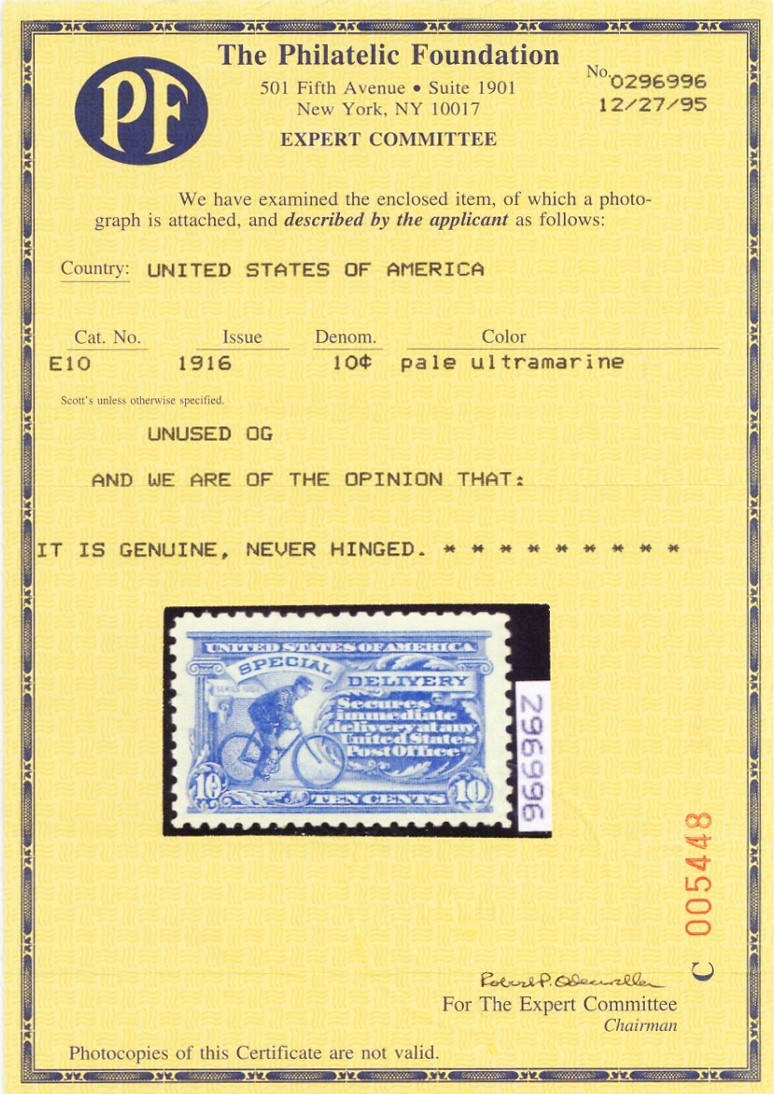 The Philatelic Foundation
PF
501 Fifth Avenue • Suite 1901
New York, NY 10017
EXPERT COMMITTEE
No. 0296996
12/27/95
We have examined the enclosed item, of which a photo-
graph is attached, and described by the applicant as follows:
Country: UNITED STATES OF AMERICA
Cat. No. Issue Denom. Color
E10 1916 10¢ pale ultramarine
Scott's unless otherwise specified.
UNUSED OG
AND WE ARE OF THE OPINION THAT:
IT IS GENUINE, NEVER HINGED. * * * * * * * * *
UNITED STATES OF AMERICA
SPECIAL DELIVERY
SERIES 1902
Secures
immediate
delivery at any
United States
Post Office
10 TEN CENTS 10
296996
C 005448
Robert P. Odenweller
For The Expert Committee
Chairman
Photocopies of this Certificate are not valid.